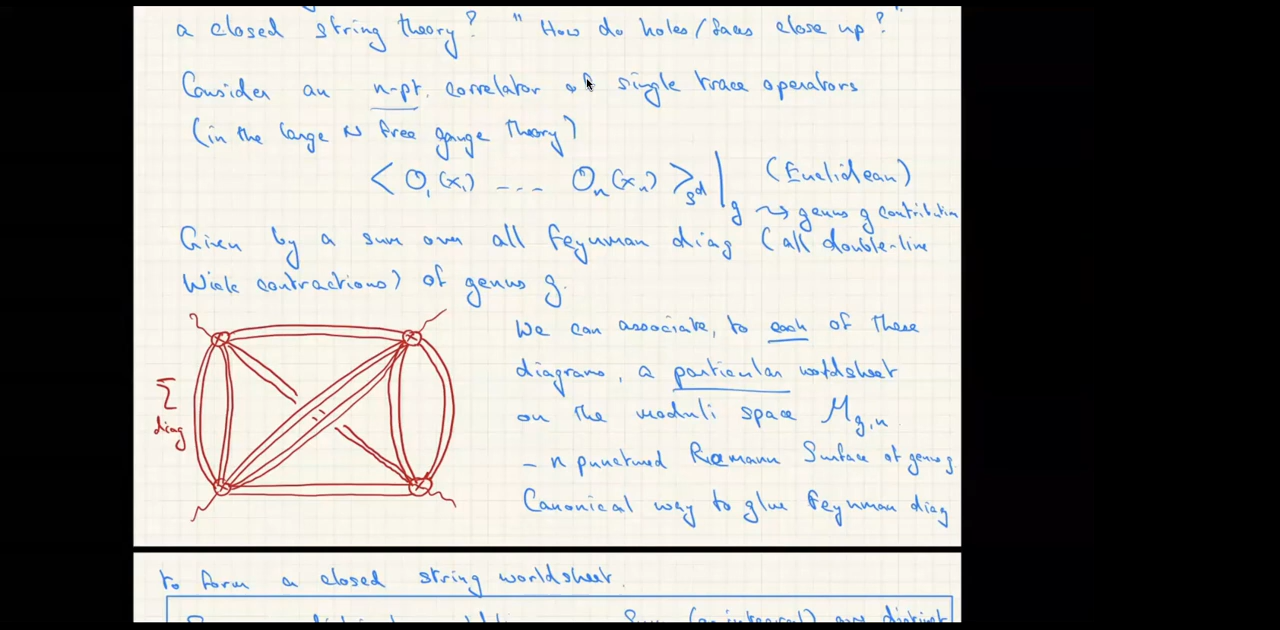 a closed string theory? "How do holes/faces close up?"
Consider an n-pt. correlator of single trace operators
(in the large N free gauge theory)
< O₁(x₁) --- Oₙ(xₙ) >_{S^d} |_g (Euclidean)
⇝ genus g contribution
Given by a sum over all Feynman diag (all double-line
Wick contractions) of genus g.
We can associate, to each of these
diagrams, a particular worldsheet
on the moduli space M_{g,n}
- n punctured Riemann Surface of genus g
Canonical way to glue Feynman diag
Σ
diag
to form a closed string worldsheet.